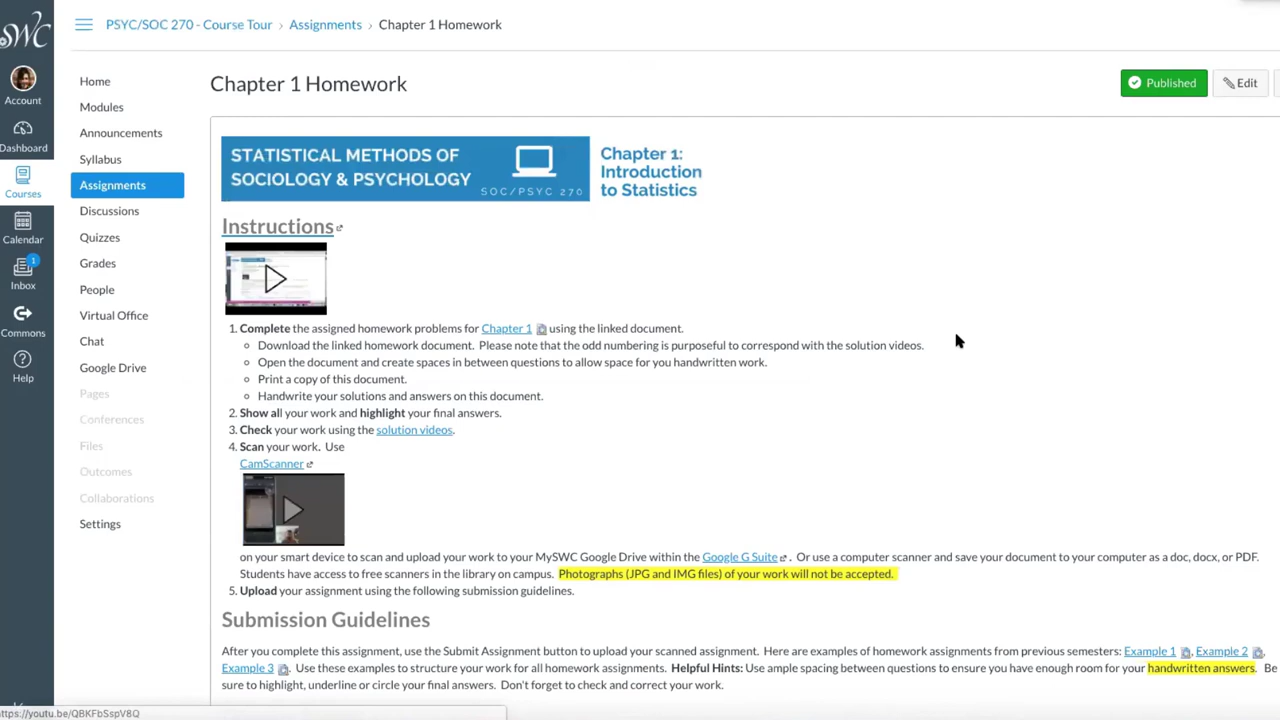 SWC
PSYC/SOC 270 - Course Tour › Assignments › Chapter 1 Homework
Account
Dashboard
Courses
Calendar
1
Inbox
Commons
Help
Home
Modules
Announcements
Syllabus
Assignments
Discussions
Quizzes
Grades
People
Virtual Office
Chat
Google Drive
Pages
Conferences
Files
Outcomes
Collaborations
Settings
Chapter 1 Homework
Published
Edit
STATISTICAL METHODS OF
SOCIOLOGY & PSYCHOLOGY
SOC/PSYC 270
Chapter 1:
Introduction
to Statistics
Instructions
1. Complete the assigned homework problems for Chapter 1 using the linked document.
Download the linked homework document. Please note that the odd numbering is purposeful to correspond with the solution videos.
Open the document and create spaces in between questions to allow space for you handwritten work.
Print a copy of this document.
Handwrite your solutions and answers on this document.
2. Show all your work and highlight your final answers.
3. Check your work using the solution videos.
4. Scan your work. Use
CamScanner
on your smart device to scan and upload your work to your MySWC Google Drive within the Google G Suite . Or use a computer scanner and save your document to your computer as a doc, docx, or PDF.
Students have access to free scanners in the library on campus. Photographs (JPG and IMG files) of your work will not be accepted.
5. Upload your assignment using the following submission guidelines.
Submission Guidelines
After you complete this assignment, use the Submit Assignment button to upload your scanned assignment. Here are examples of homework assignments from previous semesters: Example 1 , Example 2 ,
Example 3 . Use these examples to structure your work for all homework assignments. Helpful Hints: Use ample spacing between questions to ensure you have enough room for your handwritten answers. Be
sure to highlight, underline or circle your final answers. Don't forget to check and correct your work.
https://youtu.be/QBKFbSspV8Q